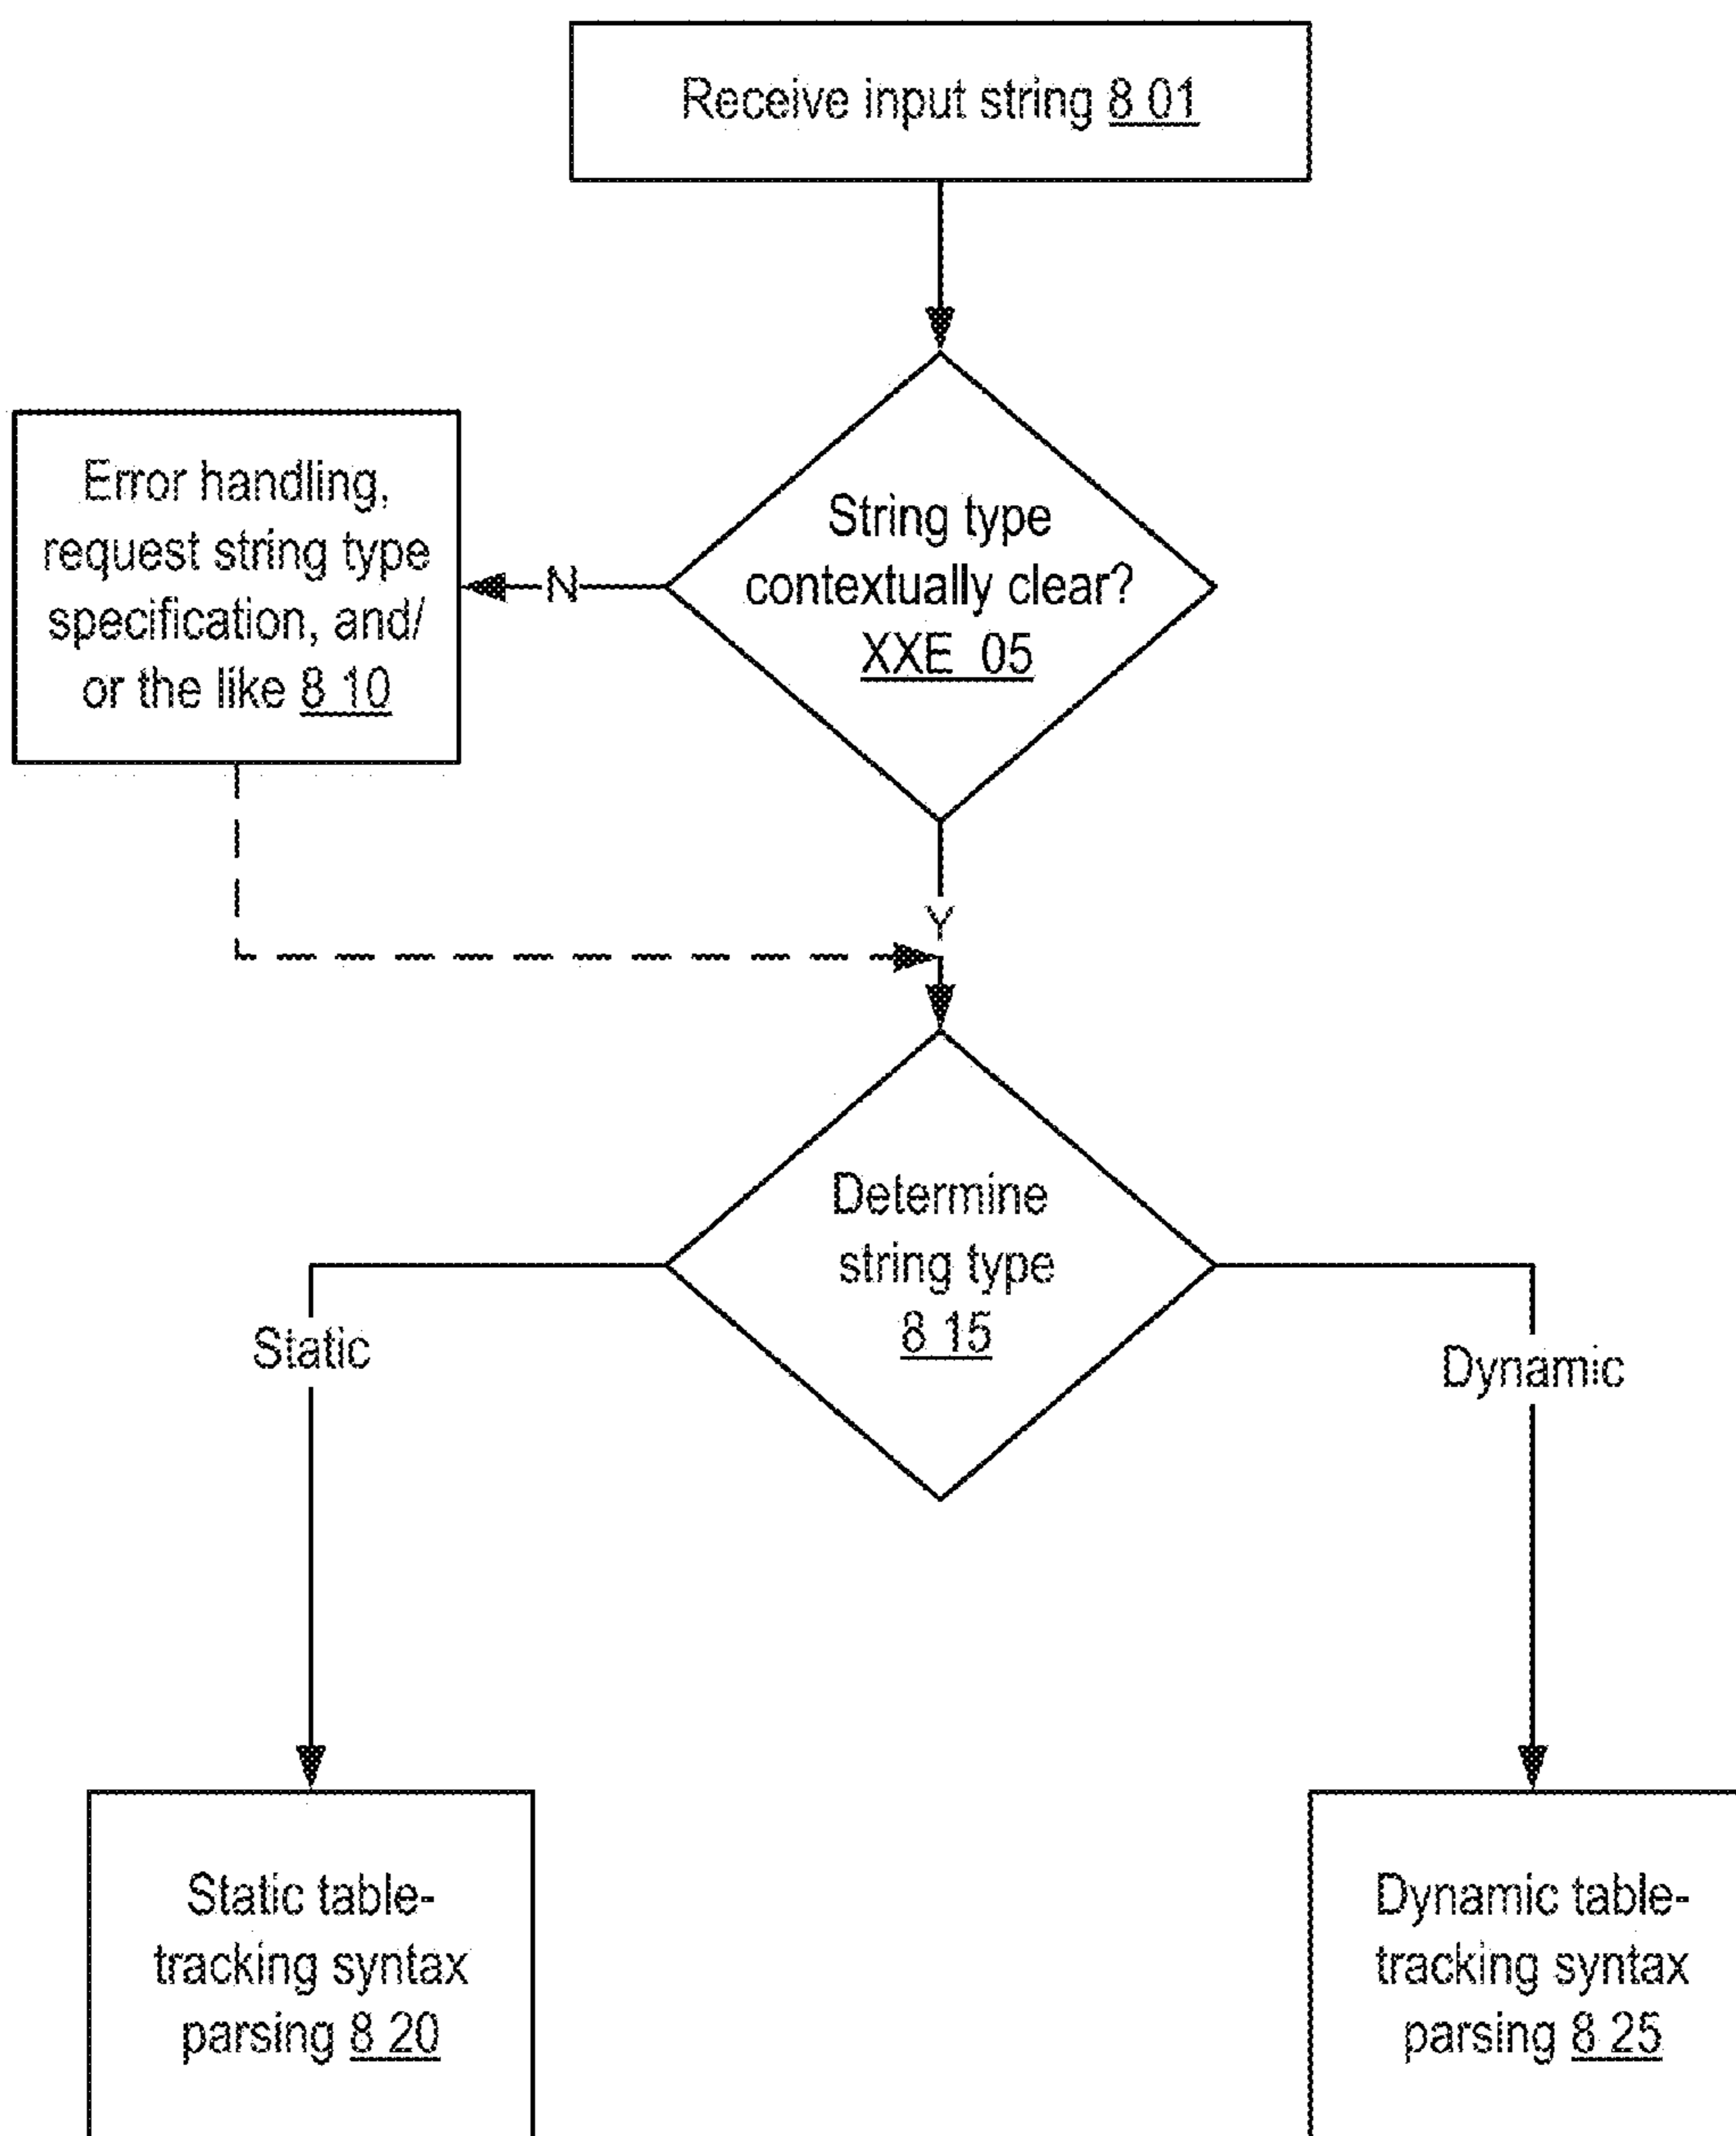 Receive input string 8 01
Error handling,
request string type
specification, and/
or the like 8 10
N
String type
contextually clear?
XXE 05
Y
Determine
string type
8 15
Static
Dynamic
Static table-
tracking syntax
parsing 8 20
Dynamic table-
tracking syntax
parsing 8 25